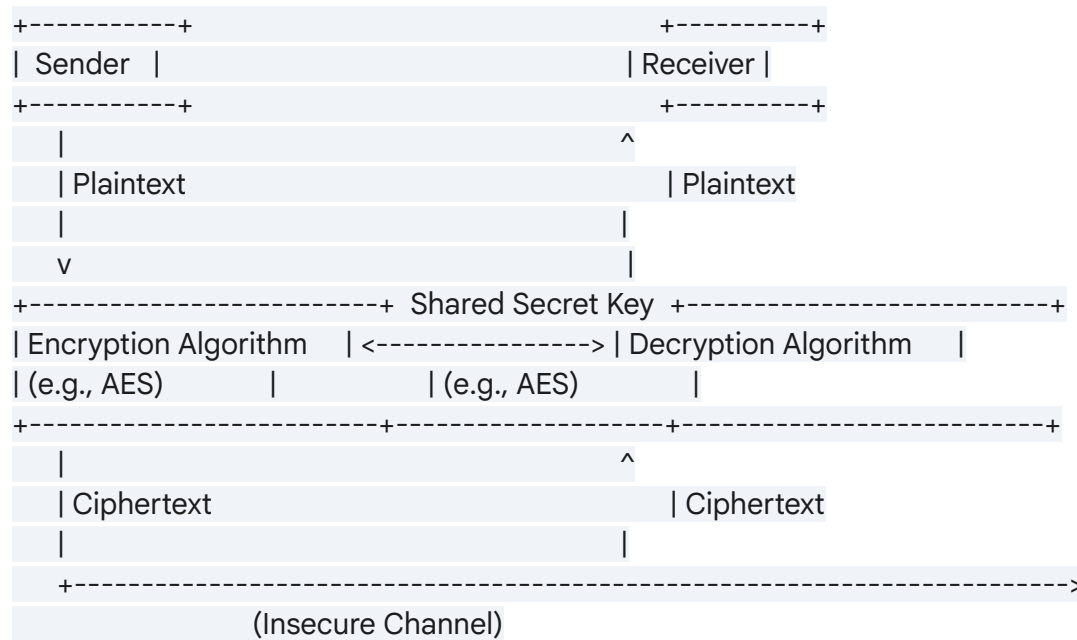 +-----------+ +----------+
| Sender | | Receiver |
+-----------+ +----------+
| ^
| Plaintext | Plaintext
| |
v |
+--------------------------+ Shared Secret Key +---------------------------+
| Encryption Algorithm | <----------------> | Decryption Algorithm |
| (e.g., AES) | | (e.g., AES) |
+--------------------------+--------------------+---------------------------+
| ^
| Ciphertext | Ciphertext
| |
+-------------------------------------------------------------------------->
(Insecure Channel)